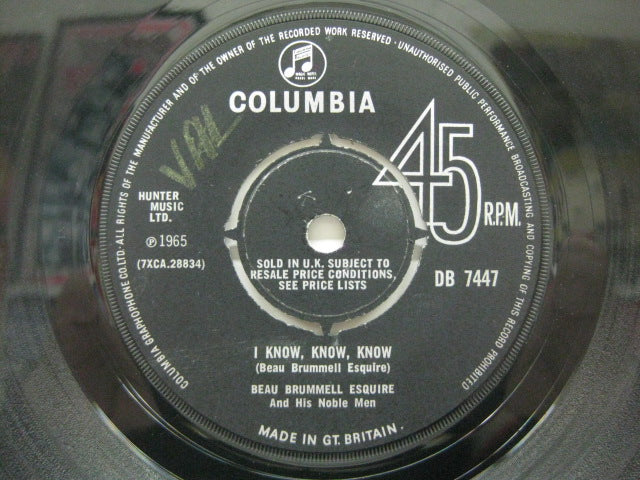 COLUMBIA GRAPHOPHONE CO.LTD·ALL RIGHTS OF THE MANUFACTURER AND OF THE OWNER OF THE RECORDED WORK RESERVED·UNAUTHORISED PUBLIC PERFORMANCE BROADCASTING AND COPYING OF THIS RECORD PROHIBITED
COLUMBIA
VAL
45
R.P.M.
HUNTER
MUSIC
LTD.
℗ 1965
(7XCA.28834)
SOLD IN U.K. SUBJECT TO
RESALE PRICE CONDITIONS,
SEE PRICE LISTS
DB 7447
I KNOW, KNOW, KNOW
(Beau Brummell Esquire)
BEAU BRUMMELL ESQUIRE
And His Noble Men
MADE IN GT. BRITAIN.